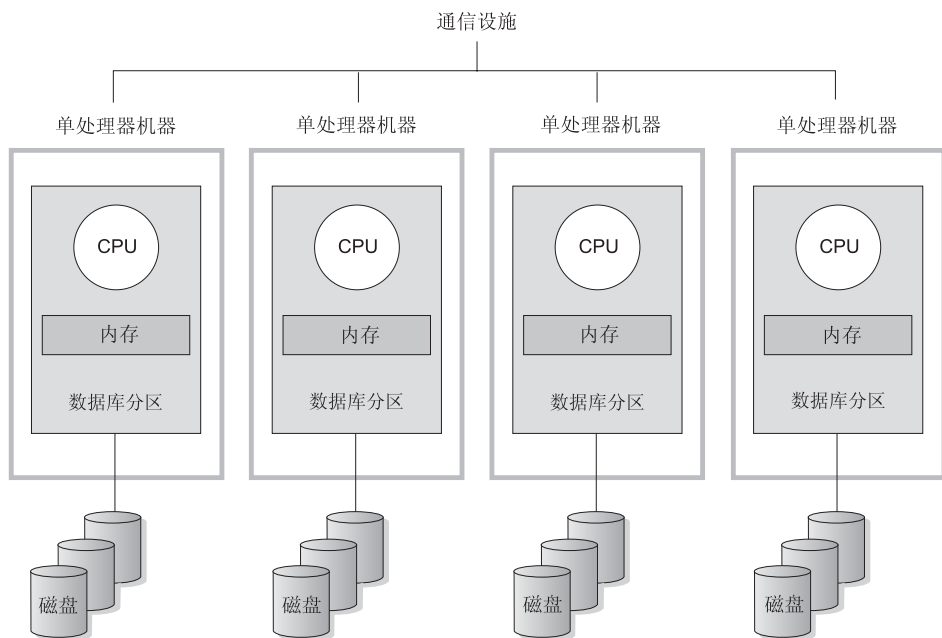 通信设施
单处理器机器 单处理器机器 单处理器机器 单处理器机器
CPU CPU CPU CPU
内存 内存 内存 内存
数据库分区 数据库分区 数据库分区 数据库分区
磁盘 磁盘 磁盘 磁盘